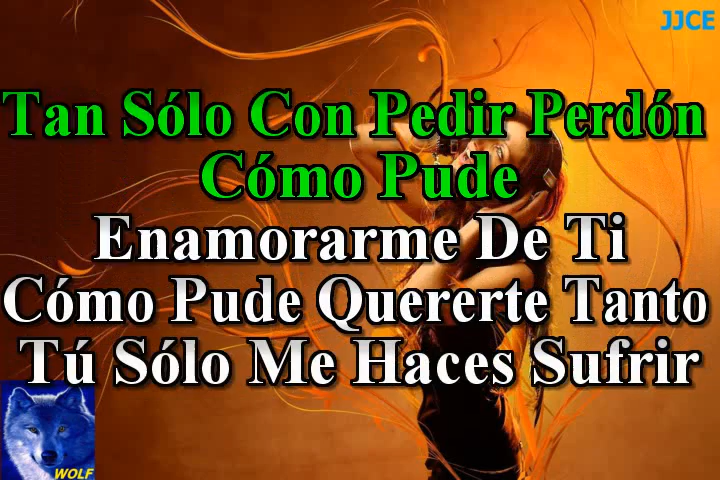 JJCE
Tan Sólo Con Pedir Perdón
Cómo Pude
Enamorarme De Ti
Cómo Pude Quererte Tanto
Tú Sólo Me Haces Sufrir
WOLF